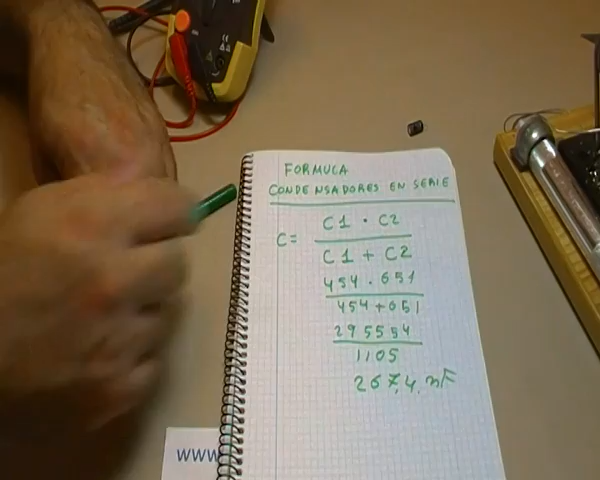 FORMULA
CONDENSADORES EN SERIE
C= C1 · C2
C1 + C2
454 · 651
454+651
295554
1105
267,4 nF
WWW